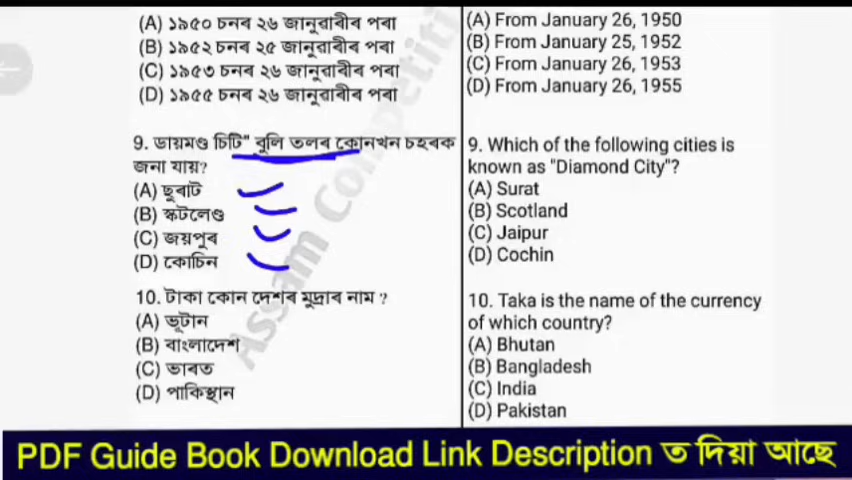 (A) ১৯৫০ চনৰ ২৬ জানুৱাৰীৰ পৰা
(B) ১৯৫২ চনৰ ২৫ জানুৱাৰীৰ পৰা
(C) ১৯৫৩ চনৰ ২৬ জানুৱাৰীৰ পৰা
(D) ১৯৫৫ চনৰ ২৬ জানুৱাৰীৰ পৰা
9. ডায়মণ্ড চিটি" বুলি তলৰ কোনখন চহৰক
জনা যায়?
(A) ছুৰাট
(B) স্কটলেণ্ড
(C) জয়পুৰ
(D) কোচিন
10. টাকা কোন দেশৰ মুদ্ৰাৰ নাম ?
(A) ভূটান
(B) বাংলাদেশ
(C) ভাৰত
(D) পাকিস্থান
(A) From January 26, 1950
(B) From January 25, 1952
(C) From January 26, 1953
(D) From January 26, 1955
9. Which of the following cities is
known as "Diamond City"?
(A) Surat
(B) Scotland
(C) Jaipur
(D) Cochin
10. Taka is the name of the currency
of which country?
(A) Bhutan
(B) Bangladesh
(C) India
(D) Pakistan
Assam Competiti
PDF Guide Book Download Link Description ত দিয়া আছে